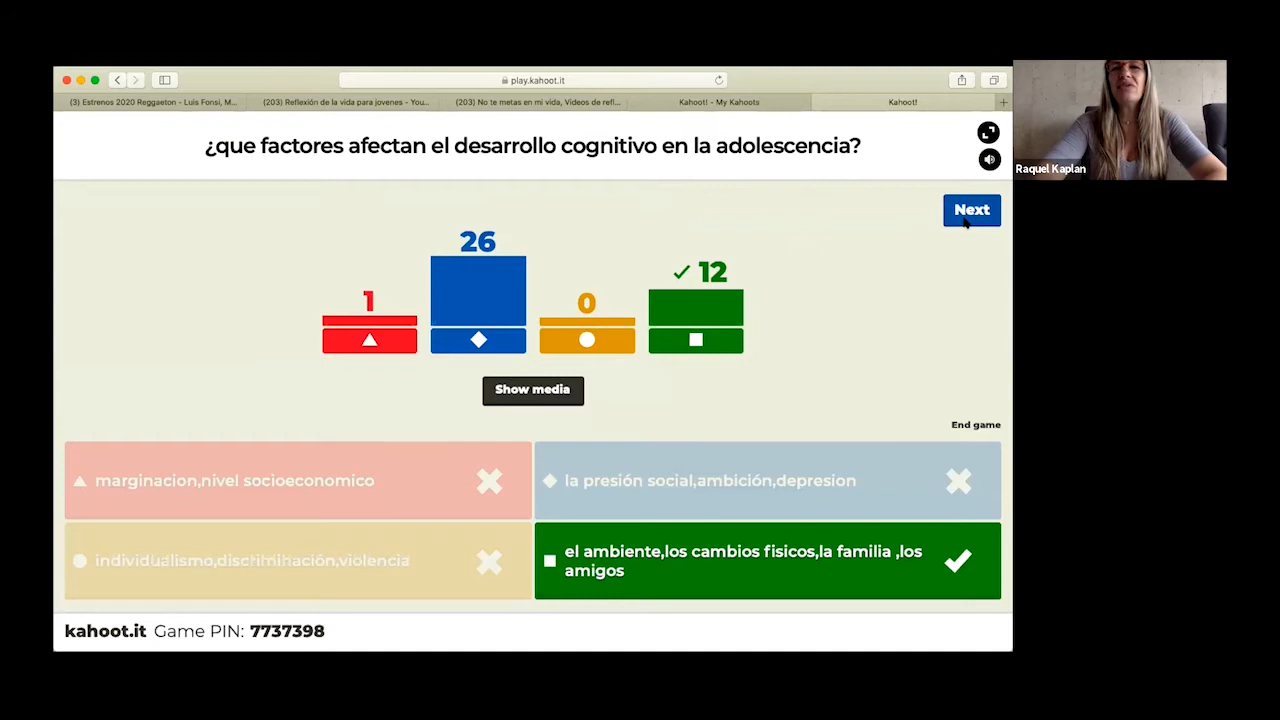 play.kahoot.it
(3) Estrenos 2020 Reggaeton - Luis Fonsi, M...
(203) Reflexión de la vida para jovenes - You...
(203) No te metas en mi vida, Videos de refl...
Kahoot! - My Kahoots
Kahoot!
¿que factores afectan el desarrollo cognitivo en la adolescencia?
Raquel Kaplan
Next
1
26
0
12
Show media
End game
marginacion,nivel socioeconomico
la presión social,ambición,depresion
individualismo,discriminación,violencia
el ambiente,los cambios fisicos,la familia ,los
amigos
kahoot.it Game PIN: 7737398